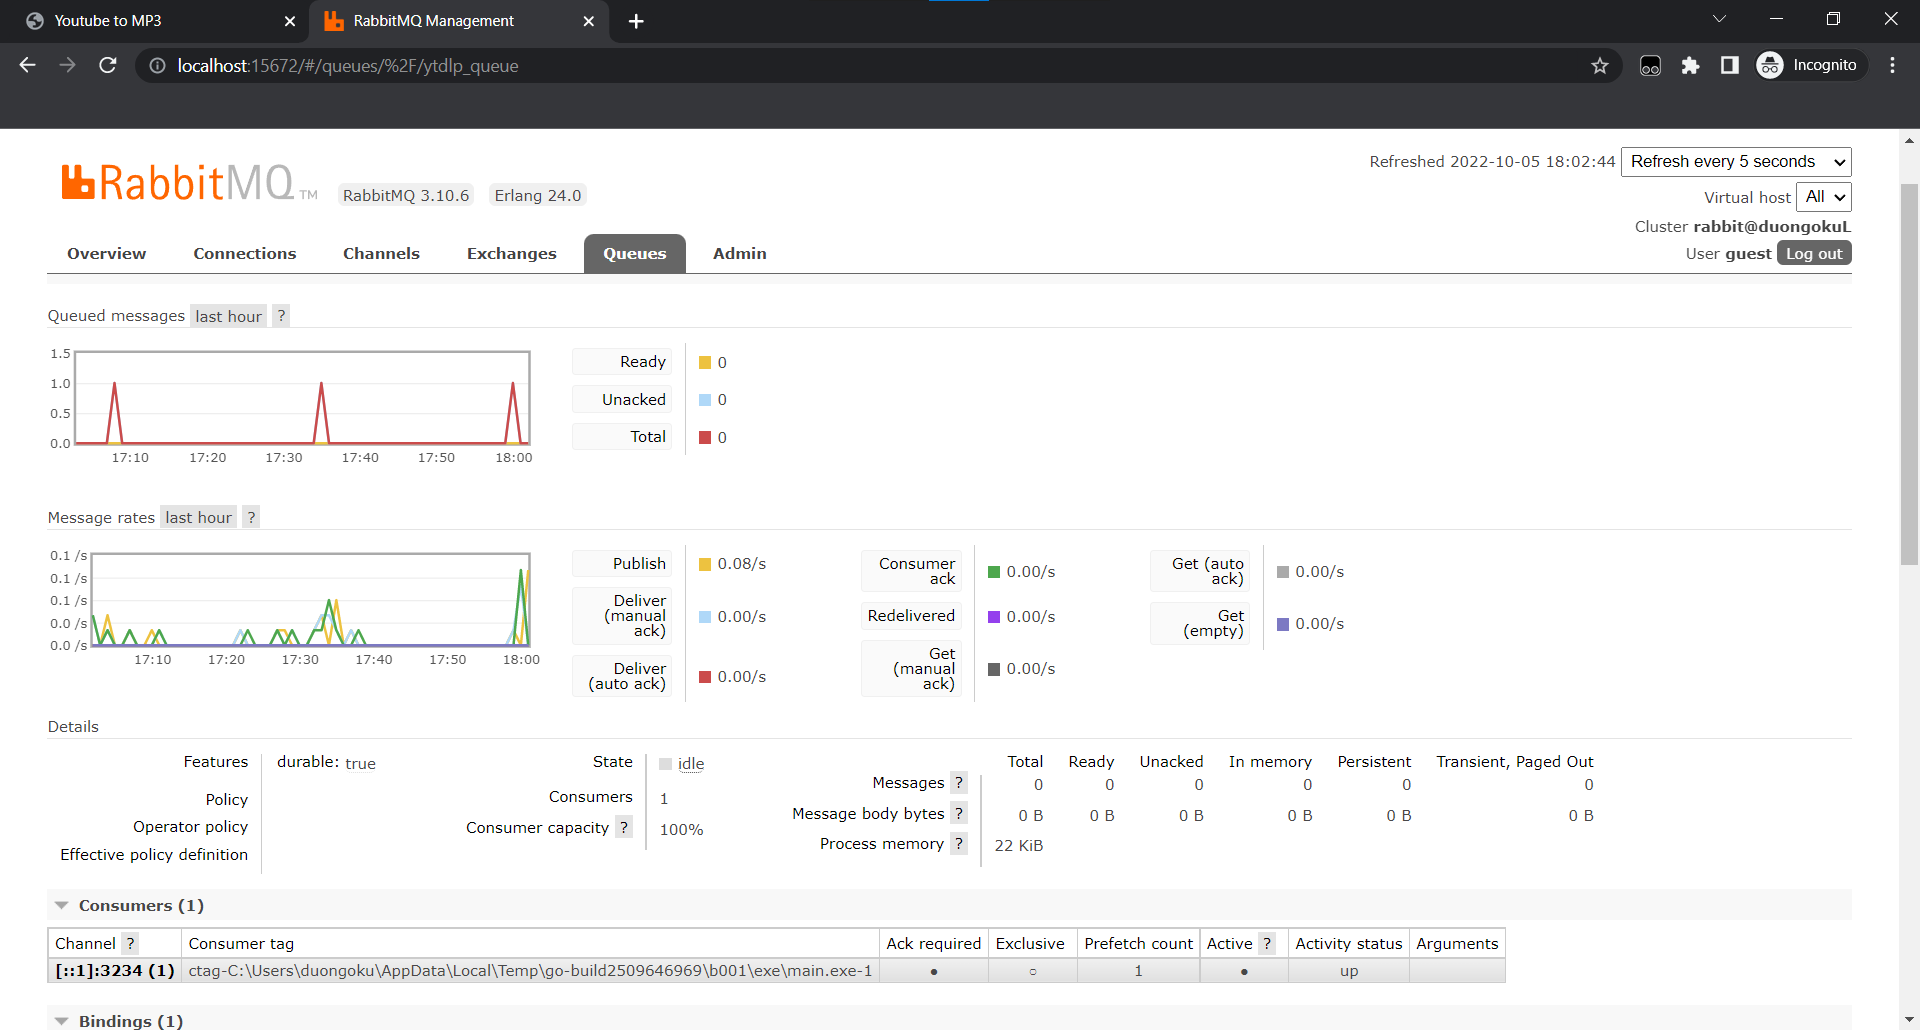 Youtube to MP3
RabbitMQ Management
localhost:15672/#/queues/%2F/ytdlp_queue
Incognito
RabbitMQ TM
RabbitMQ 3.10.6 Erlang 24.0
Refreshed 2022-10-05 18:02:44 Refresh every 5 seconds
Virtual host All
Cluster rabbit@duongokuL
User guest Log out
Overview Connections Channels Exchanges Queues Admin
Queued messages last hour ?
1.5
1.0
0.5
0.0
17:10 17:20 17:30 17:40 17:50 18:00
Ready 0
Unacked 0
Total 0
Message rates last hour ?
0.1 /s
0.1 /s
0.1 /s
0.0 /s
0.0 /s
17:10 17:20 17:30 17:40 17:50 18:00
Publish 0.08/s
Deliver
(manual
ack) 0.00/s
Deliver
(auto ack) 0.00/s
Consumer
ack 0.00/s
Redelivered 0.00/s
Get
(manual
ack) 0.00/s
Get (auto
ack) 0.00/s
Get
(empty) 0.00/s
Details
Features durable: true
Policy
Operator policy
Effective policy definition
State idle
Consumers 1
Consumer capacity ? 100%
Total Ready Unacked In memory Persistent Transient, Paged Out
Messages ? 0 0 0 0 0 0
Message body bytes ? 0 B 0 B 0 B 0 B 0 B 0 B
Process memory ? 22 KiB
Consumers (1)
Channel ? Consumer tag Ack required Exclusive Prefetch count Active ? Activity status Arguments
[::1]:3234 (1) ctag-C:\Users\duongoku\AppData\Local\Temp\go-build2509646969\b001\exe\main.exe-1 ● ○ 1 ● up
Bindings (1)